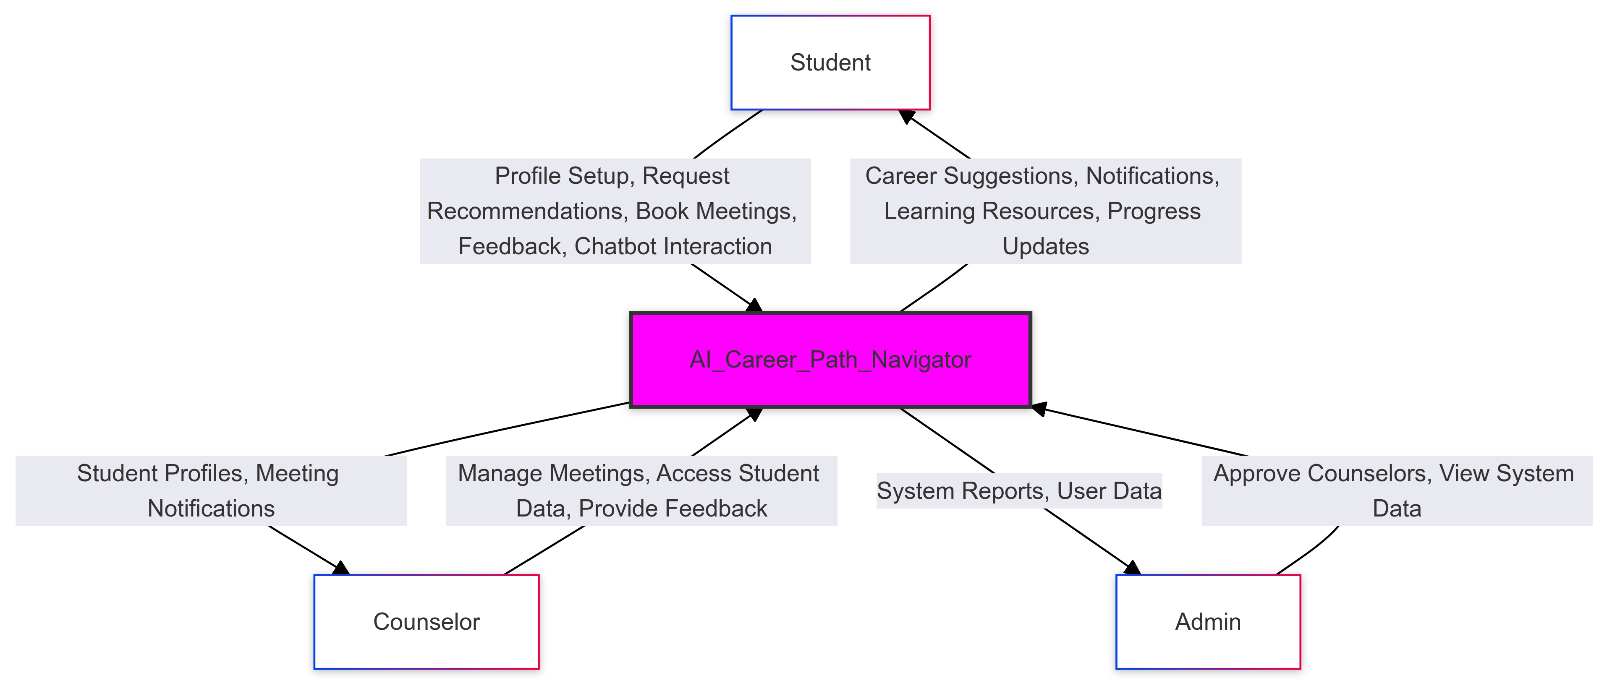 Student
Profile Setup, Request
Recommendations, Book Meetings,
Feedback, Chatbot Interaction
Career Suggestions, Notifications,
Learning Resources, Progress
Updates
AI_Career_Path_Navigator
Student Profiles, Meeting
Notifications
Manage Meetings, Access Student
Data, Provide Feedback
System Reports, User Data
Approve Counselors, View System
Data
Counselor
Admin